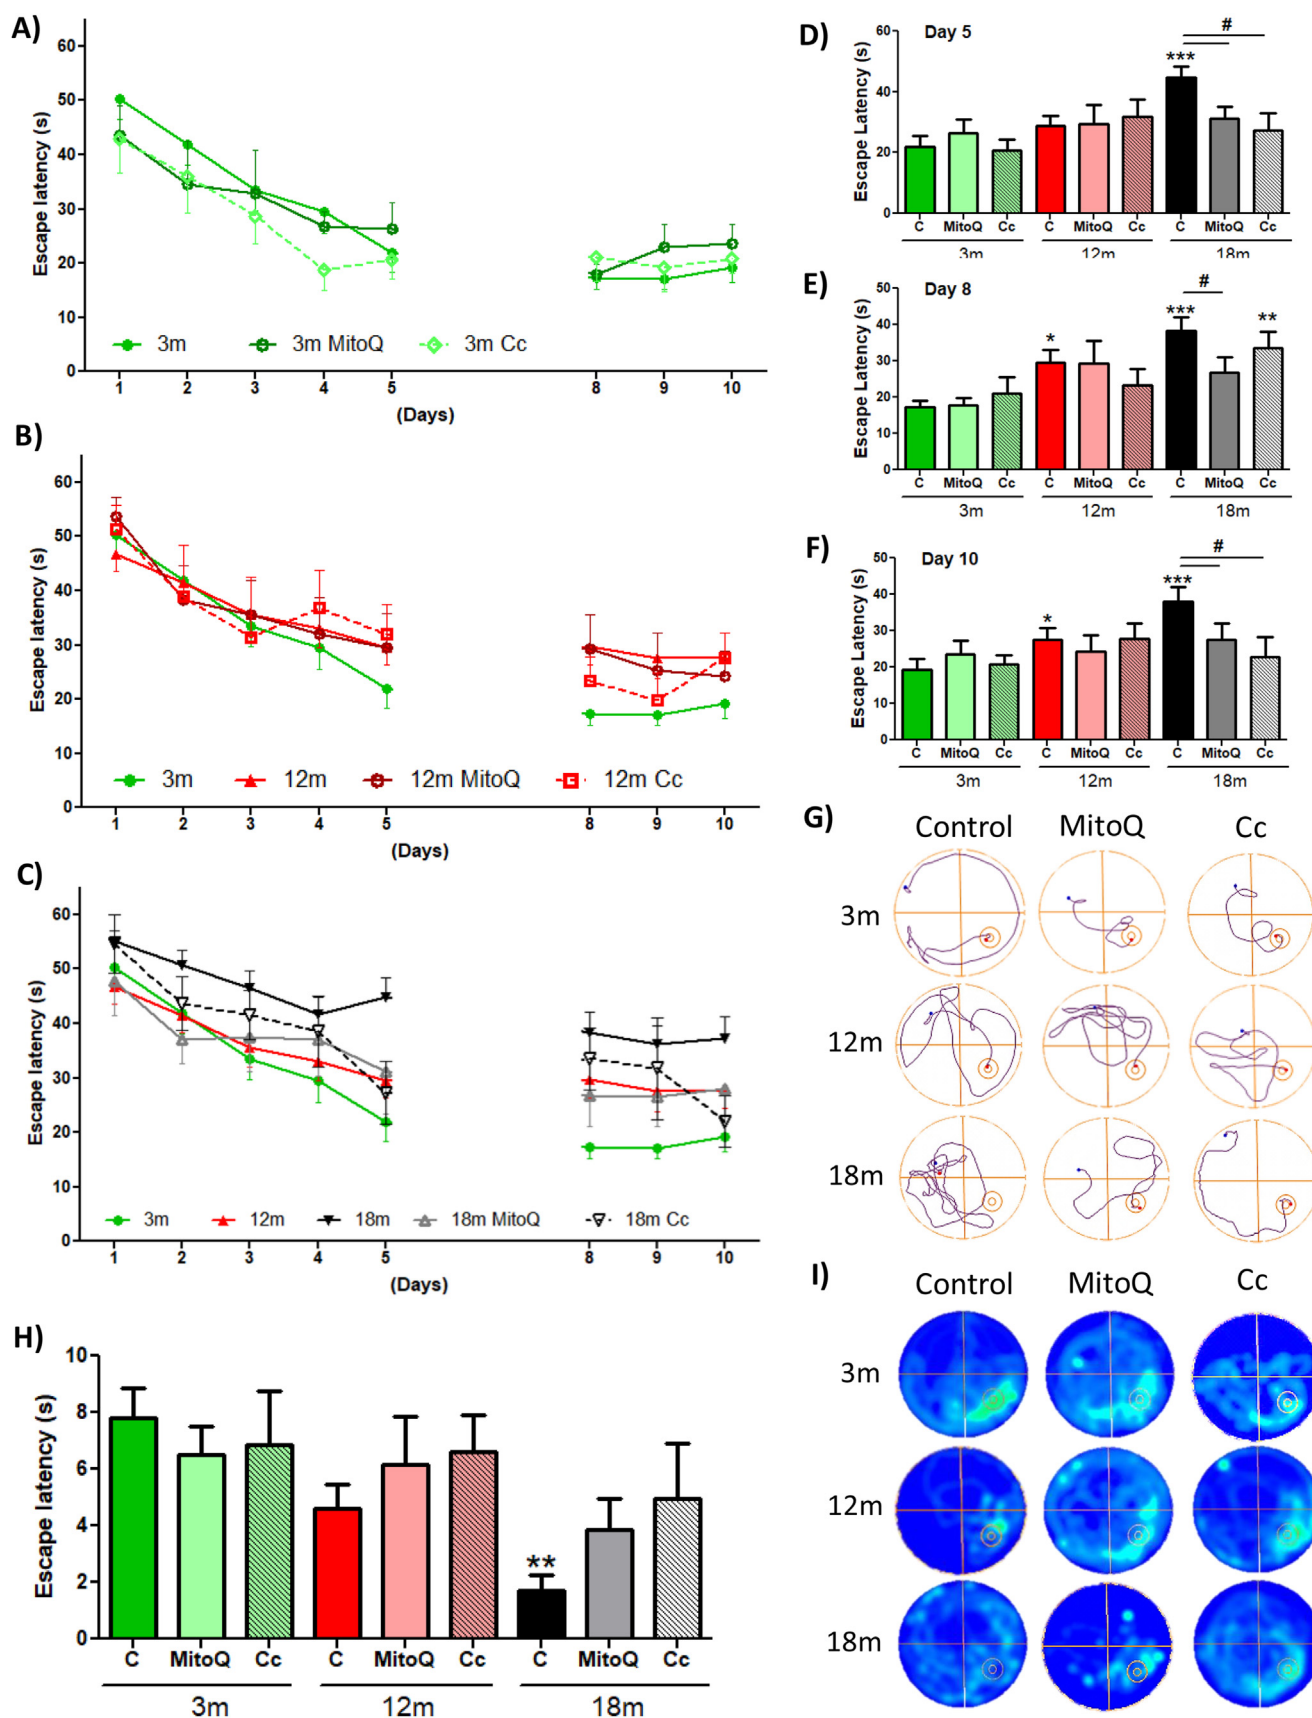 A)
Escape latency (s)
60
50
40
30
20
10
0
3m
3m MitoQ
3m Cc
1 2 3 4 5 8 9 10
(Days)
B)
Escape latency (s)
60
50
40
30
20
10
0
3m
12m
12m MitoQ
12m Cc
1 2 3 4 5 8 9 10
(Days)
C)
Escape latency (s)
60
50
40
30
20
10
0
3m
12m
18m
18m MitoQ
18m Cc
1 2 3 4 5 8 9 10
(Days)
D)
Day 5
Escape Latency (s)
60
40
20
0
***
#
C MitoQ Cc C MitoQ Cc C MitoQ Cc
3m 12m 18m
E)
Day 8
Escape Latency (s)
50
40
30
20
10
0
*
***
#
**
C MitoQ Cc C MitoQ Cc C MitoQ Cc
3m 12m 18m
F)
Day 10
Escape Latency (s)
50
40
30
20
10
0
*
***
#
C MitoQ Cc C MitoQ Cc C MitoQ Cc
3m 12m 18m
G)
Control MitoQ Cc
3m
12m
18m
H)
Escape latency (s)
10
8
6
4
2
0
**
C MitoQ Cc C MitoQ Cc C MitoQ Cc
3m 12m 18m
I)
Control MitoQ Cc
3m
12m
18m